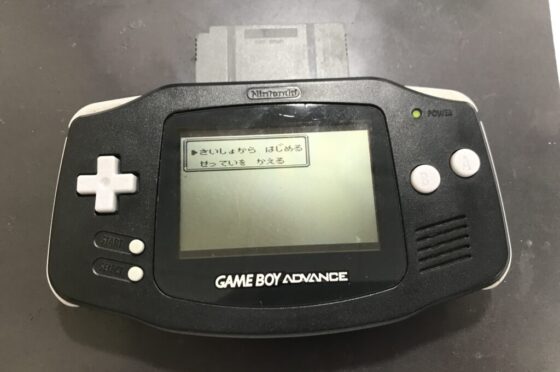 Nintendo
POWER
▶さいしょから はじめる
せっていを かえる
B
A
START
SELECT
GAME BOY ADVANCE